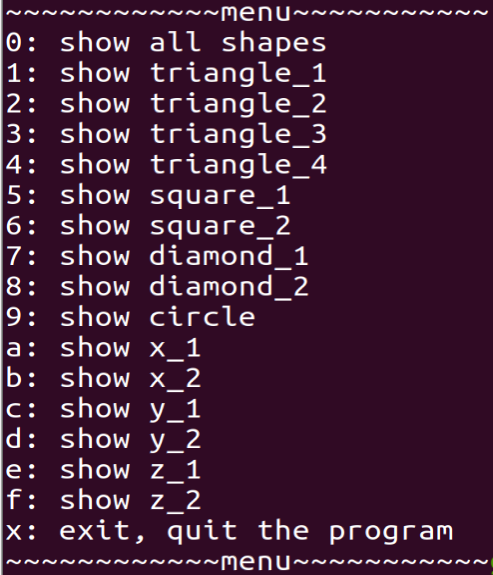 ~~~~~~~~~~~~menu~~~~~~~~~~~
0: show all shapes
1: show triangle_1
2: show triangle_2
3: show triangle_3
4: show triangle_4
5: show square_1
6: show square_2
7: show diamond_1
8: show diamond_2
9: show circle
a: show x_1
b: show x_2
c: show y_1
d: show y_2
e: show z_1
f: show z_2
x: exit, quit the program
~~~~~~~~~~~~menu~~~~~~~~~~~